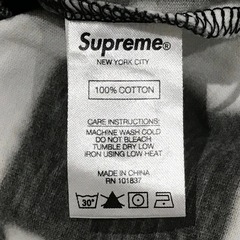 Supreme®
NEW YORK CITY
100% COTTON
CARE INSTRUCTIONS:
MACHINE WASH COLD
DO NOT BLEACH
TUMBLE DRY LOW
IRON USING LOW HEAT
MADE IN CHINA
RN 101837
30°